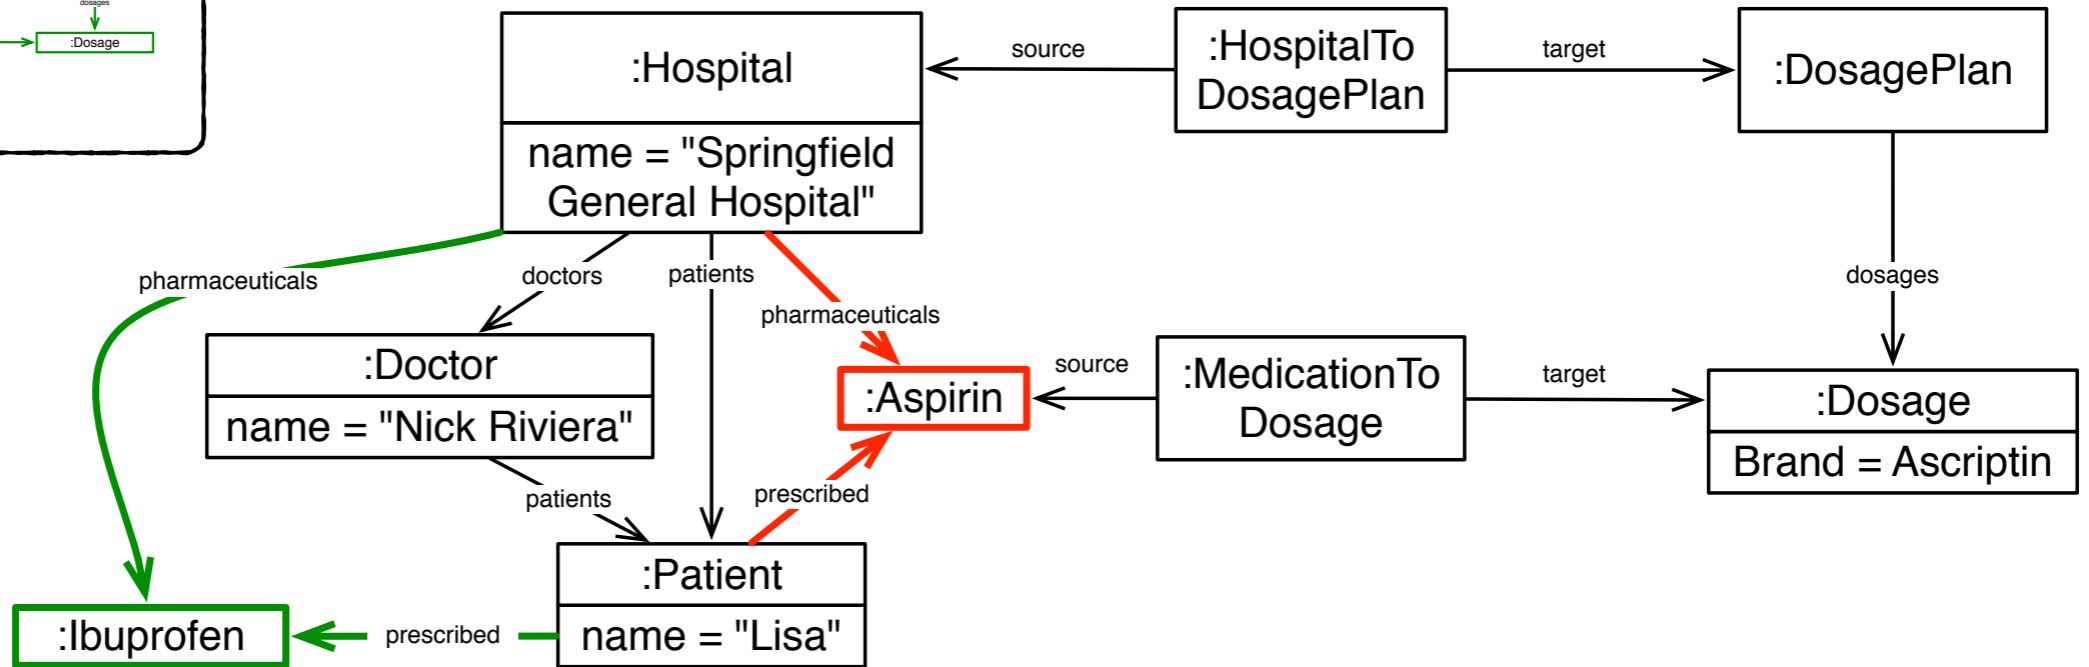 dosages
:Dosage
:Hospital
name = "Springfield
General Hospital"
source
:HospitalTo
DosagePlan
target
:DosagePlan
pharmaceuticals
doctors
patients
pharmaceuticals
dosages
:Doctor
name = "Nick Riviera"
:Aspirin
source
:MedicationTo
Dosage
target
:Dosage
Brand = Ascriptin
patients
prescribed
:Patient
name = "Lisa"
:Ibuprofen
prescribed